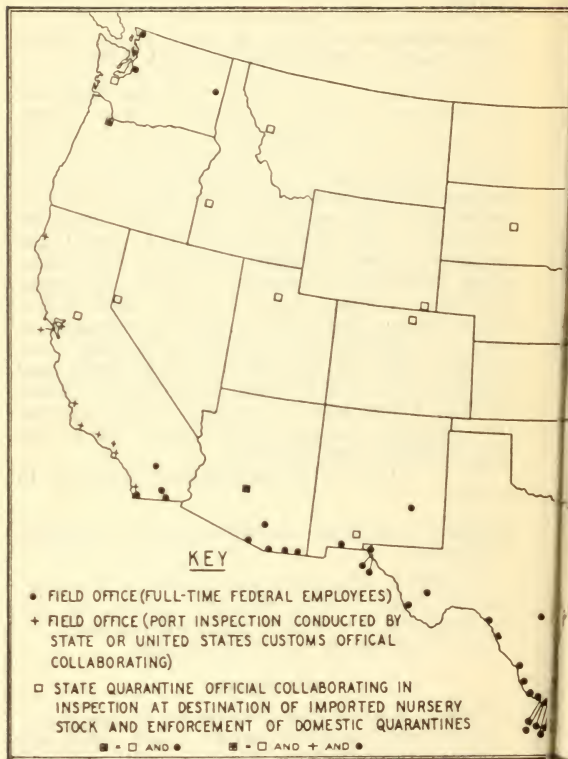 KEY
● FIELD OFFICE (FULL-TIME FEDERAL EMPLOYEES)
+ FIELD OFFICE (PORT INSPECTION CONDUCTED BY
STATE OR UNITED STATES CUSTOMS OFFICAL
COLLABORATING)
□ STATE QUARANTINE OFFICIAL COLLABORATING IN
INSPECTION AT DESTINATION OF IMPORTED NURSERY
STOCK AND ENFORCEMENT OF DOMESTIC QUARANTINES
▣ = □ AND ● ▣ = □ AND + AND ●